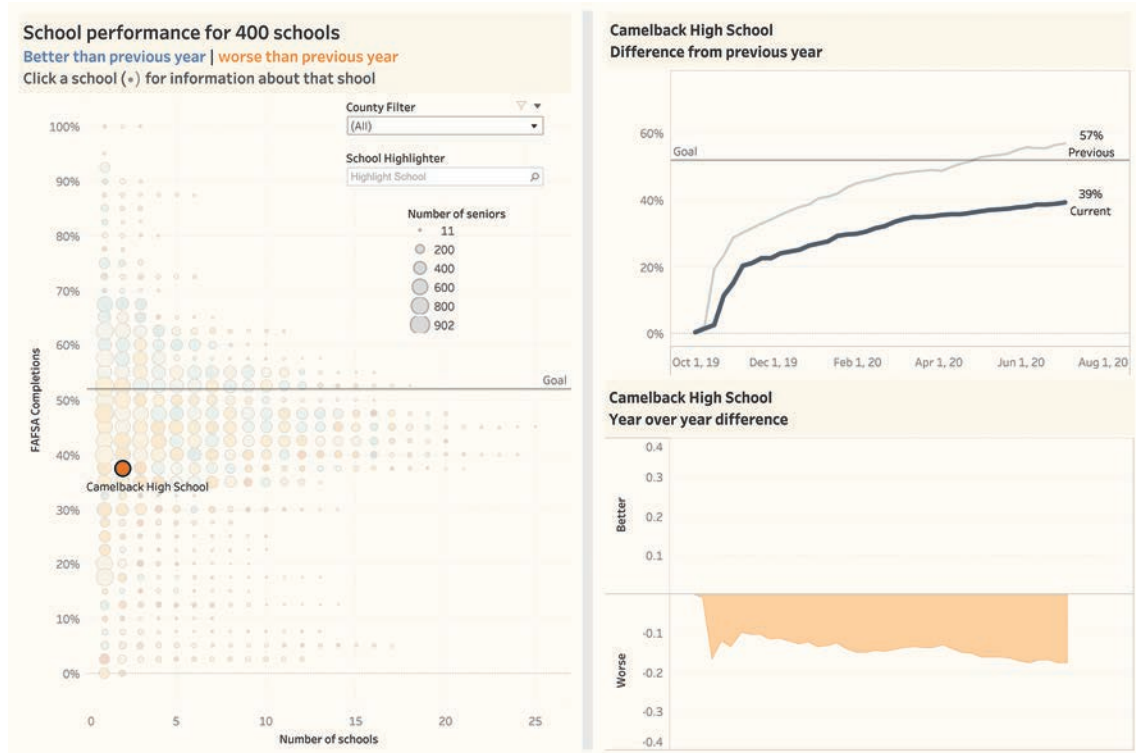 School performance for 400 schools
Better than previous year | worse than previous year
Click a school (•) for information about that shool
County Filter
(All)
School Highlighter
Highlight School
Number of seniors
11
200
400
600
800
902
100%
90%
80%
70%
60%
50%
40%
30%
20%
10%
0%
FAFSA Completions
Goal
Camelback High School
0
5
10
15
20
25
Number of schools
Camelback High School
Difference from previous year
60%
40%
20%
0%
Goal
57%
Previous
39%
Current
Oct 1, 19
Dec 1, 19
Feb 1, 20
Apr 1, 20
Jun 1, 20
Aug 1, 20
Camelback High School
Year over year difference
0.4
0.3
0.2
0.1
-0.1
-0.2
-0.3
-0.4
Better
Worse